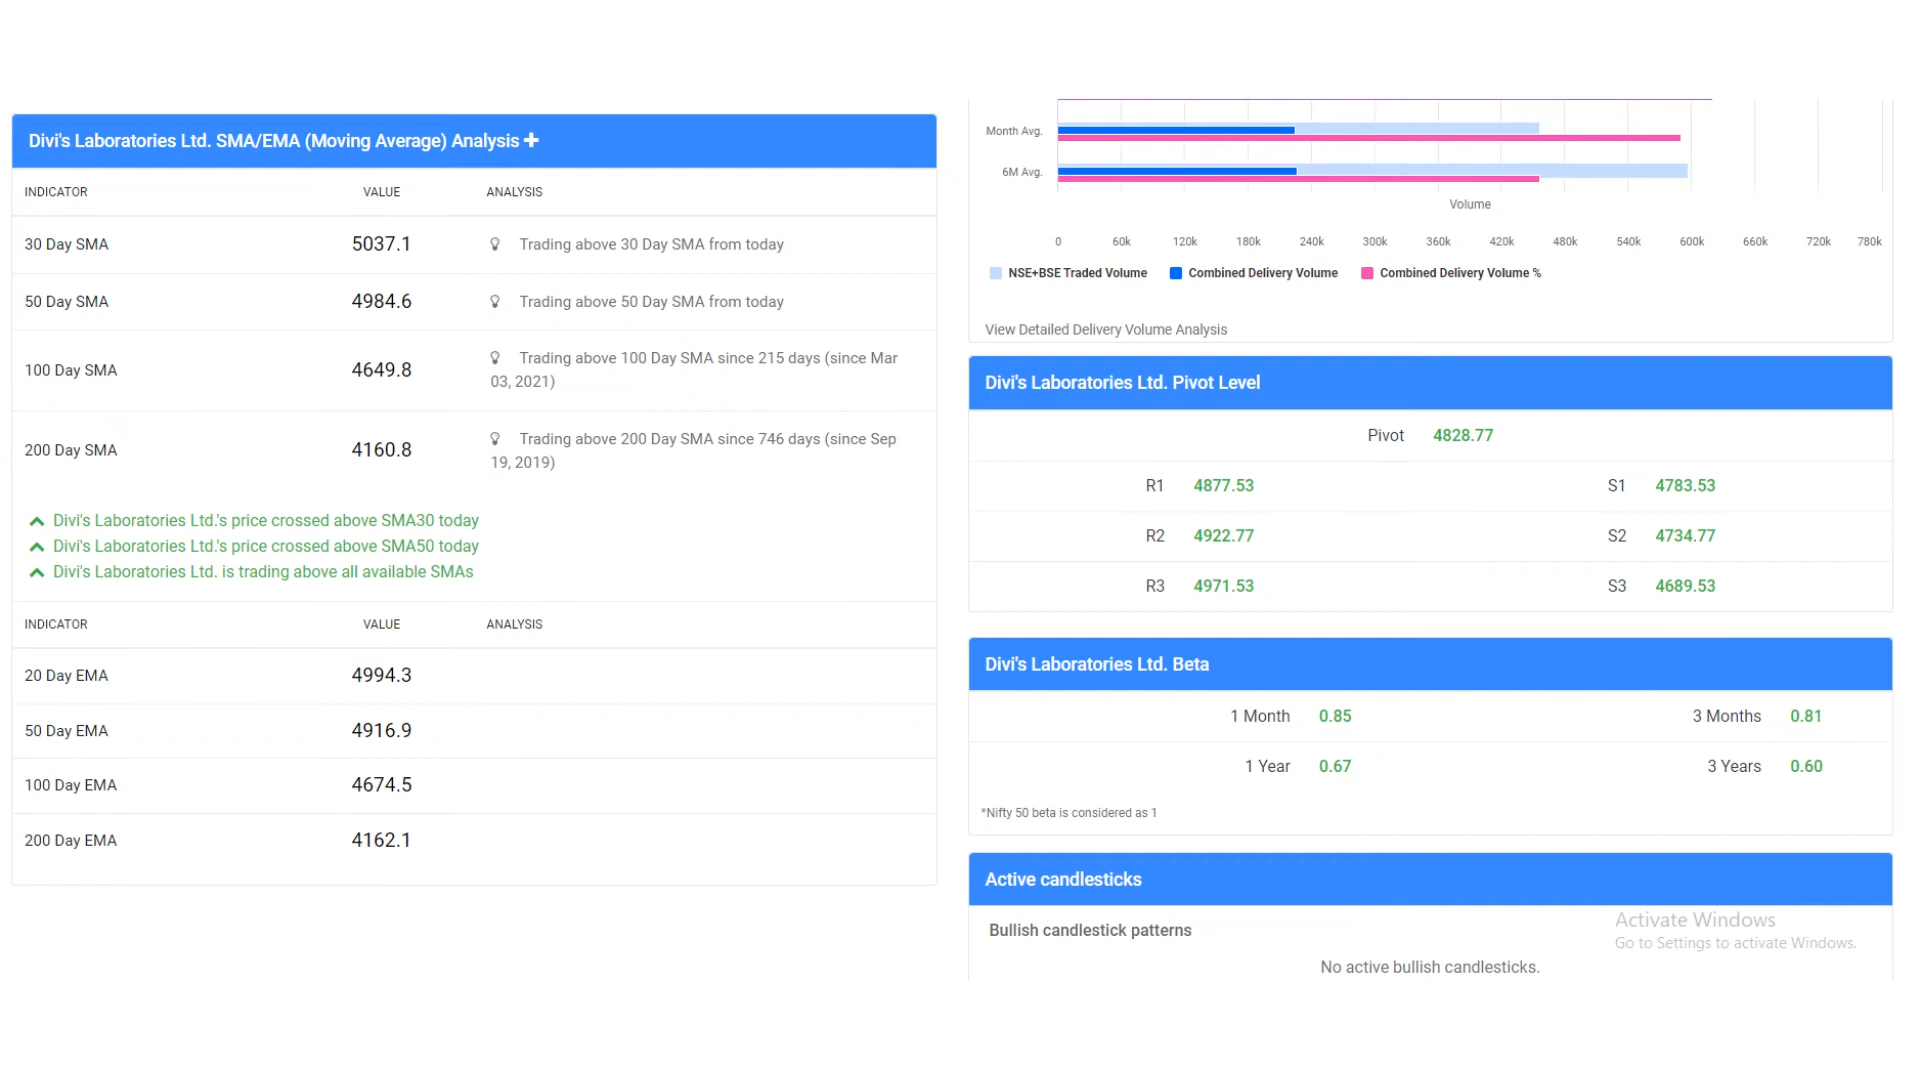 Divi's Laboratories Ltd. SMA/EMA (Moving Average) Analysis +
INDICATOR VALUE ANALYSIS
30 Day SMA 5037.1 Trading above 30 Day SMA from today
50 Day SMA 4984.6 Trading above 50 Day SMA from today
100 Day SMA 4649.8 Trading above 100 Day SMA since 215 days (since Mar
03, 2021)
200 Day SMA 4160.8 Trading above 200 Day SMA since 746 days (since Sep
19, 2019)
Divi's Laboratories Ltd.'s price crossed above SMA30 today
Divi's Laboratories Ltd.'s price crossed above SMA50 today
Divi's Laboratories Ltd. is trading above all available SMAs
INDICATOR VALUE ANALYSIS
20 Day EMA 4994.3
50 Day EMA 4916.9
100 Day EMA 4674.5
200 Day EMA 4162.1
Month Avg.
6M Avg.
Volume
0 60k 120k 180k 240k 300k 360k 420k 480k 540k 600k 660k 720k 780k
NSE+BSE Traded Volume Combined Delivery Volume Combined Delivery Volume %
View Detailed Delivery Volume Analysis
Divi's Laboratories Ltd. Pivot Level
Pivot 4828.77
R1 4877.53 S1 4783.53
R2 4922.77 S2 4734.77
R3 4971.53 S3 4689.53
Divi's Laboratories Ltd. Beta
1 Month 0.85 3 Months 0.81
1 Year 0.67 3 Years 0.60
*Nifty 50 beta is considered as 1
Active candlesticks
Bullish candlestick patterns
No active bullish candlesticks.
Activate Windows
Go to Settings to activate Windows.